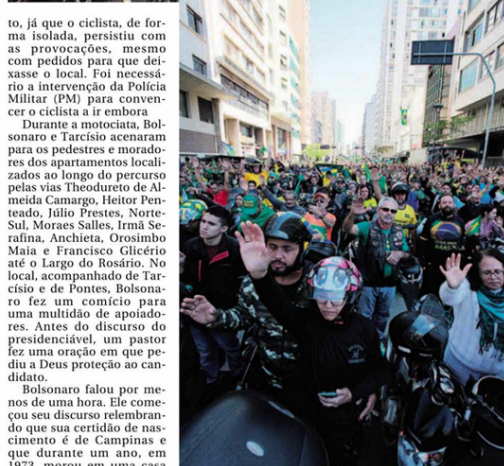 to, já que o ciclista, de for-
ma isolada, persistiu com
as provocações, mesmo
com pedidos para que dei-
xasse o local. Foi necessá-
rio a intervenção da Polícia
Militar (PM) para conven-
cer o ciclista a ir embora
Durante a motociata, Bol-
sonaro e Tarcísio acenaram
para os pedestres e morado-
res dos apartamentos locali-
zados ao longo do percurso
pelas vias Theodureto de Al-
meida Camargo, Heitor Pen-
teado, Júlio Prestes, Norte-
Sul, Moraes Salles, Irmã Se-
rafina, Anchieta, Orosimbo
Maia e Francisco Glicério
até o Largo do Rosário. No
local, acompanhado de Tar-
císio e de Pontes, Bolsona-
ro fez um comício para
uma multidão de apoiado-
res. Antes do discurso do
presidenciável, um pastor
fez uma oração em que pe-
diu a Deus proteção ao can-
didato.
Bolsonaro falou por me-
nos de uma hora. Ele come-
çou seu discurso relembran-
do que sua certidão de nas-
cimento é de Campinas e
que durante um ano, em
1973, morou em uma casa